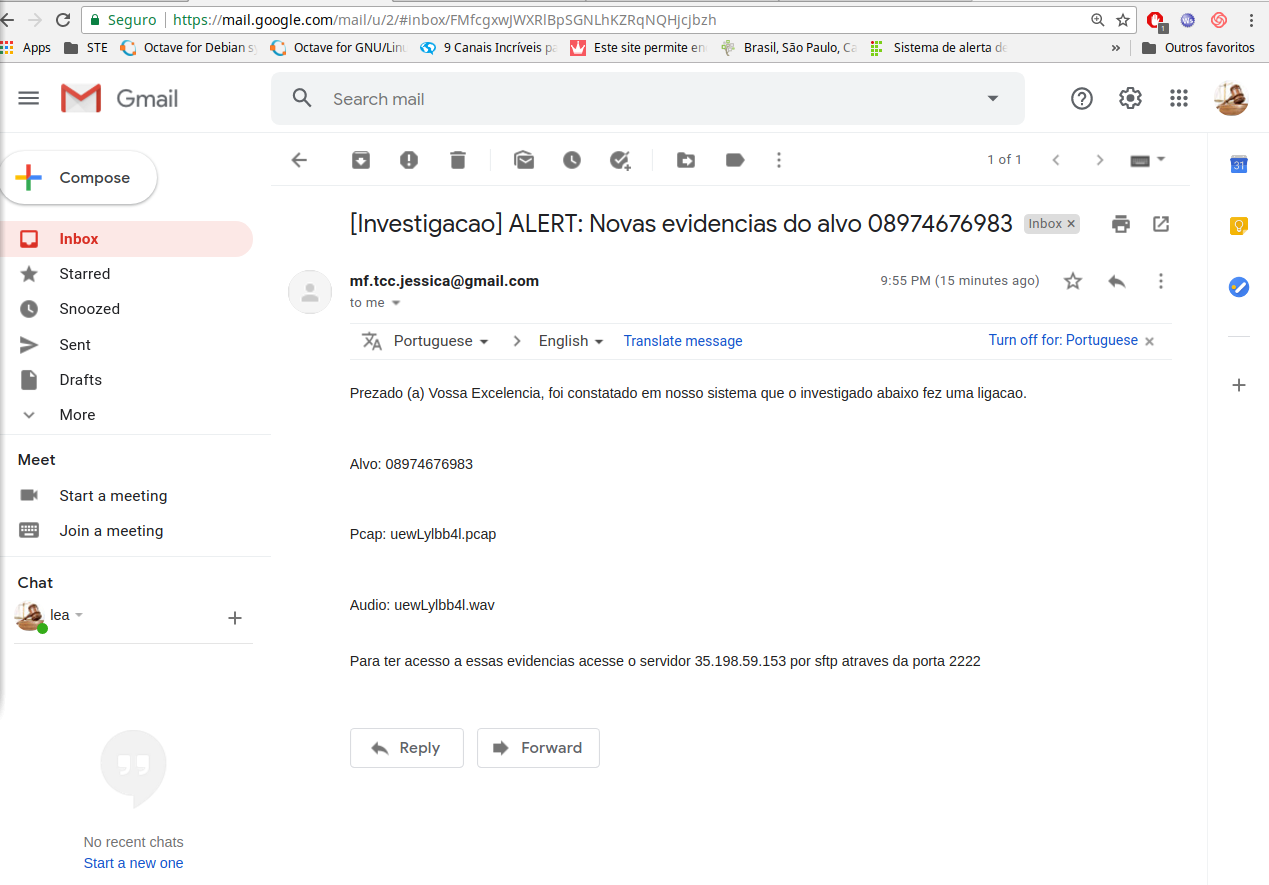 Seguro https://mail.google.com/mail/u/2/#inbox/FMfcgxwJWXRlBpSGNLhKZRqNQHjcjbzh
Apps STE Octave for Debian sy Octave for GNU/Linu 9 Canais Incríveis pa Este site permite en Brasil, São Paulo, Ca Sistema de alerta de » Outros favoritos
Gmail Search mail
Compose 1 of 1
[Investigacao] ALERT: Novas evidencias do alvo 08974676983 Inbox ×
Inbox
Starred
Snoozed
Sent
Drafts
More
mf.tcc.jessica@gmail.com 9:55 PM (15 minutes ago)
to me
Portuguese > English Translate message Turn off for: Portuguese ×
Prezado (a) Vossa Excelencia, foi constatado em nosso sistema que o investigado abaixo fez uma ligacao.
Alvo: 08974676983
Pcap: uewLylbb4l.pcap
Audio: uewLylbb4l.wav
Para ter acesso a essas evidencias acesse o servidor 35.198.59.153 por sftp atraves da porta 2222
Reply Forward
Meet
Start a meeting
Join a meeting
Chat
lea
No recent chats
Start a new one
31